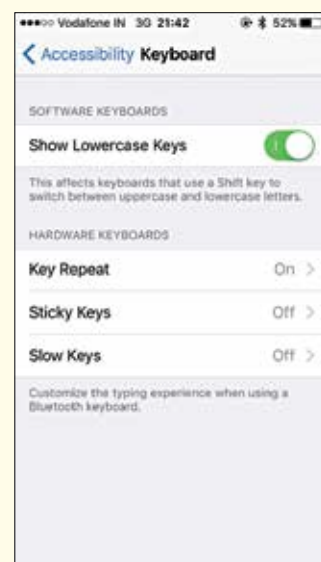 Vodafone IN 3G 21:42 52%
Accessibility Keyboard
SOFTWARE KEYBOARDS
Show Lowercase Keys
This affects keyboards that use a Shift key to
switch between uppercase and lowercase letters.
HARDWARE KEYBOARDS
Key Repeat On
Sticky Keys Off
Slow Keys Off
Customize the typing experience when using a
Bluetooth keyboard.